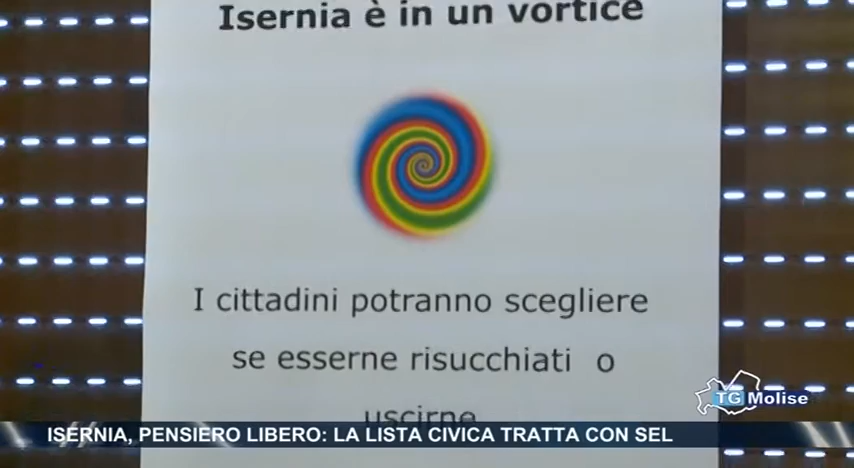 Isernia è in un vortice
I cittadini potranno scegliere
se esserne risucchiati o
uscirne
TG Molise
ISERNIA, PENSIERO LIBERO: LA LISTA CIVICA TRATTA CON SEL